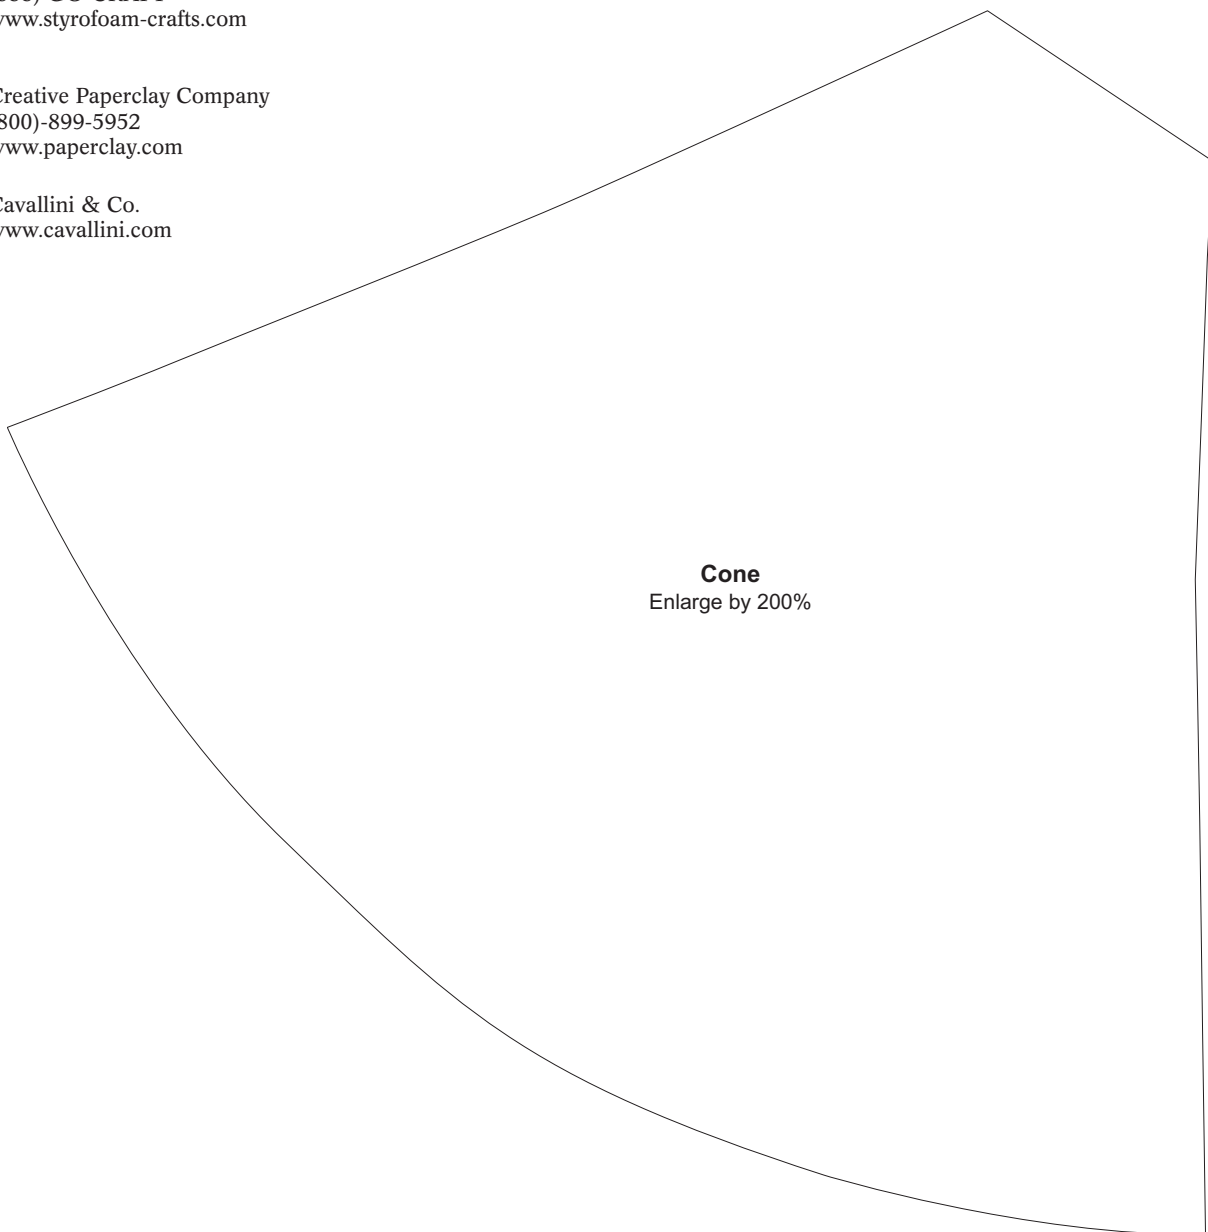 www.styrofoam-crafts.com
Creative Paperclay Company
800)-899-5952
www.paperclay.com
Cavallini & Co.
www.cavallini.com
Cone
Enlarge by 200%